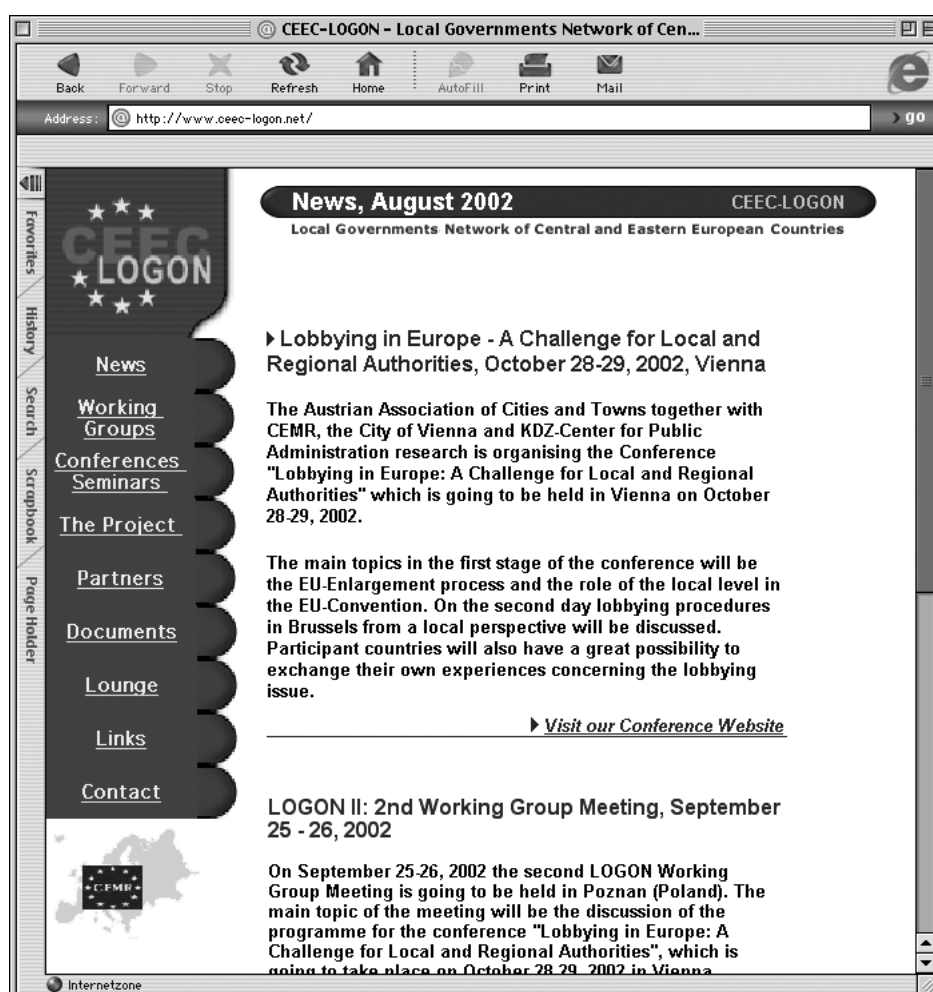 CEEC-LOGON - Local Governments Network of Cen...
Back Forward Stop Refresh Home AutoFill Print Mail
Address: http://www.ceec-logon.net/ go
Favorites
History
Search
Scrapbook
Page Holder
CEEC
LOGON
News
Working
Groups
Conferences
Seminars
The Project
Partners
Documents
Lounge
Links
Contact
CEMR
News, August 2002 CEEC-LOGON
Local Governments Network of Central and Eastern European Countries
Lobbying in Europe - A Challenge for Local and
Regional Authorities, October 28-29, 2002, Vienna
The Austrian Association of Cities and Towns together with
CEMR, the City of Vienna and KDZ-Center for Public
Administration research is organising the Conference
"Lobbying in Europe: A Challenge for Local and Regional
Authorities" which is going to be held in Vienna on October
28-29, 2002.
The main topics in the first stage of the conference will be
the EU-Enlargement process and the role of the local level in
the EU-Convention. On the second day lobbying procedures
in Brussels from a local perspective will be discussed.
Participant countries will also have a great possibility to
exchange their own experiences concerning the lobbying
issue.
Visit our Conference Website
LOGON II: 2nd Working Group Meeting, September
25 - 26, 2002
On September 25-26, 2002 the second LOGON Working
Group Meeting is going to be held in Poznan (Poland). The
main topic of the meeting will be the discussion of the
programme for the conference "Lobbying in Europe: A
Challenge for Local and Regional Authorities", which is
going to take place on October 28-29, 2002 in Vienna
Internetzone